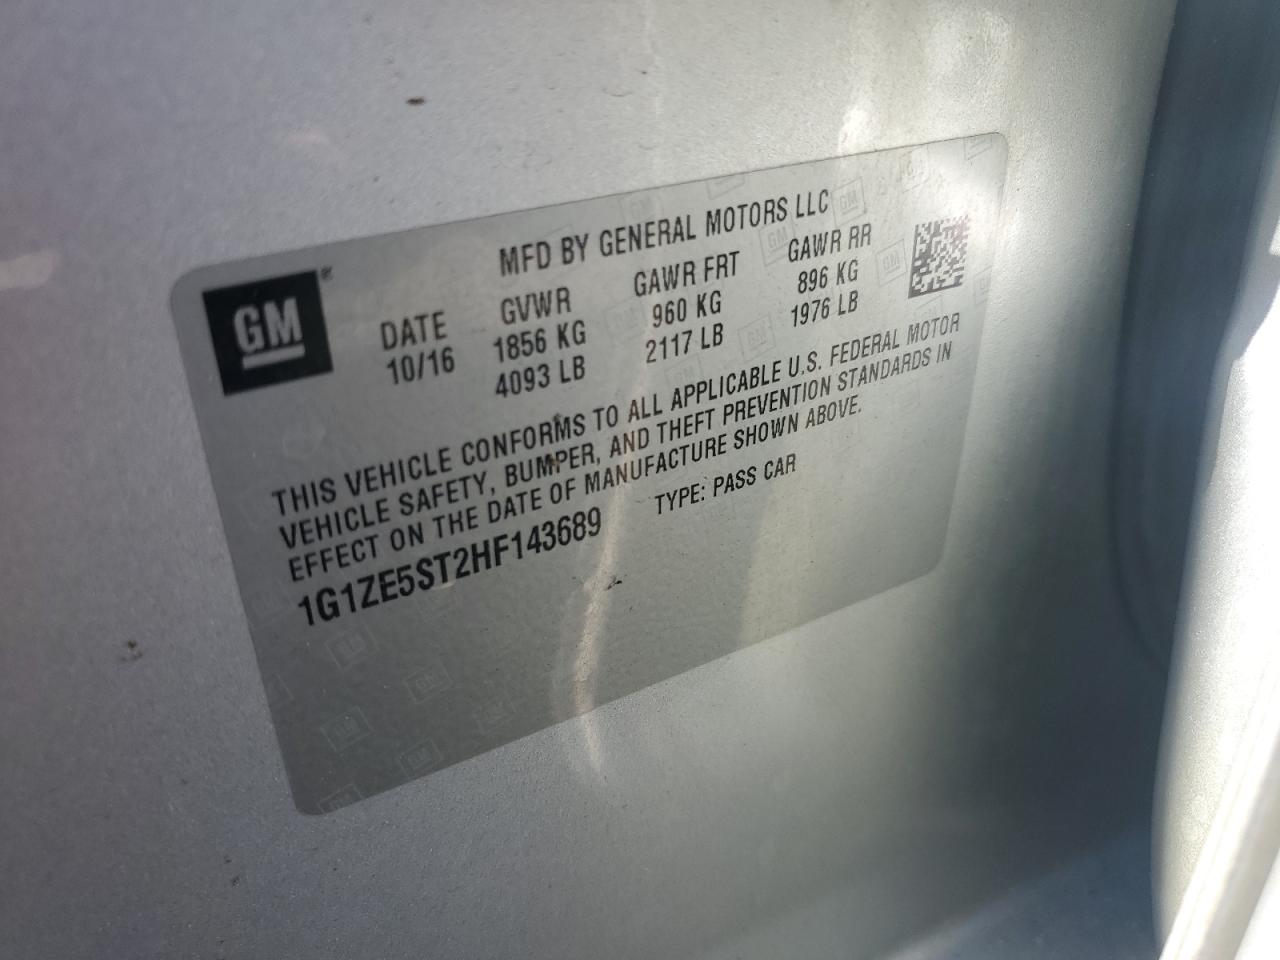 MFD BY GENERAL MOTORS LLC
GM®
DATE GVWR GAWR FRT GAWR RR
10/16 1856 KG 960 KG 896 KG
4093 LB 2117 LB 1976 LB
THIS VEHICLE CONFORMS TO ALL APPLICABLE U.S. FEDERAL MOTOR
VEHICLE SAFETY, BUMPER, AND THEFT PREVENTION STANDARDS IN
EFFECT ON THE DATE OF MANUFACTURE SHOWN ABOVE.
1G1ZE5ST2HF143689 TYPE: PASS CAR